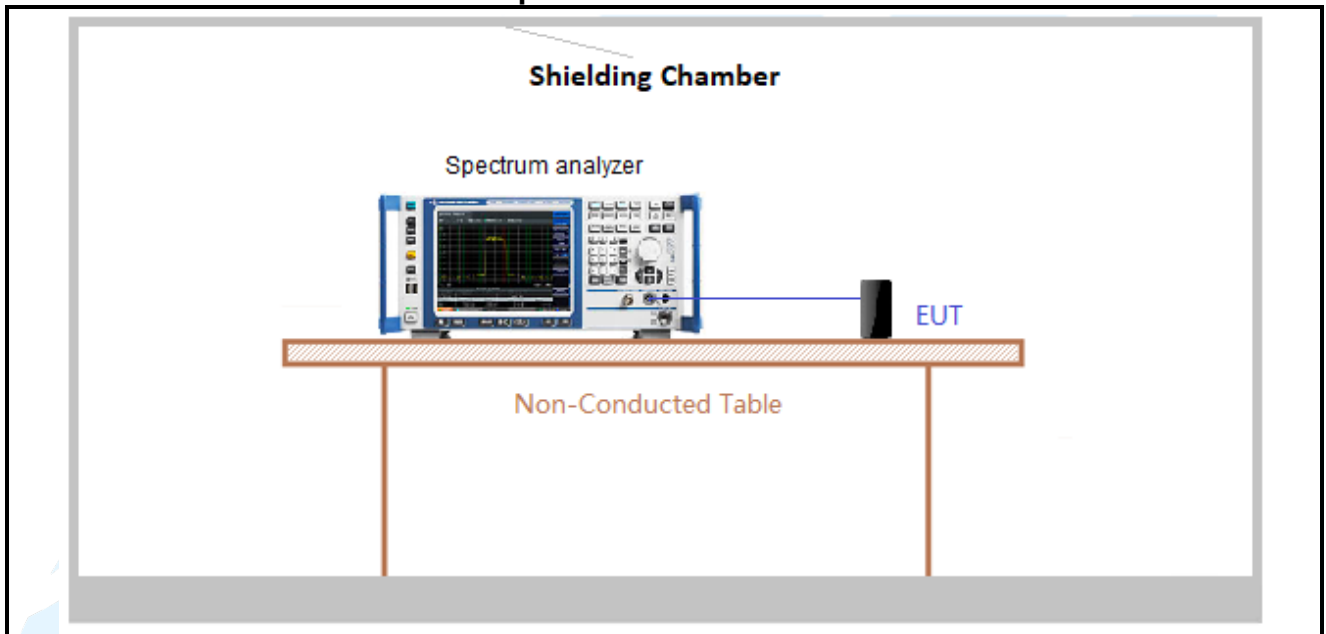 Shielding Chamber
Spectrum analyzer
EUT
Non-Conducted Table